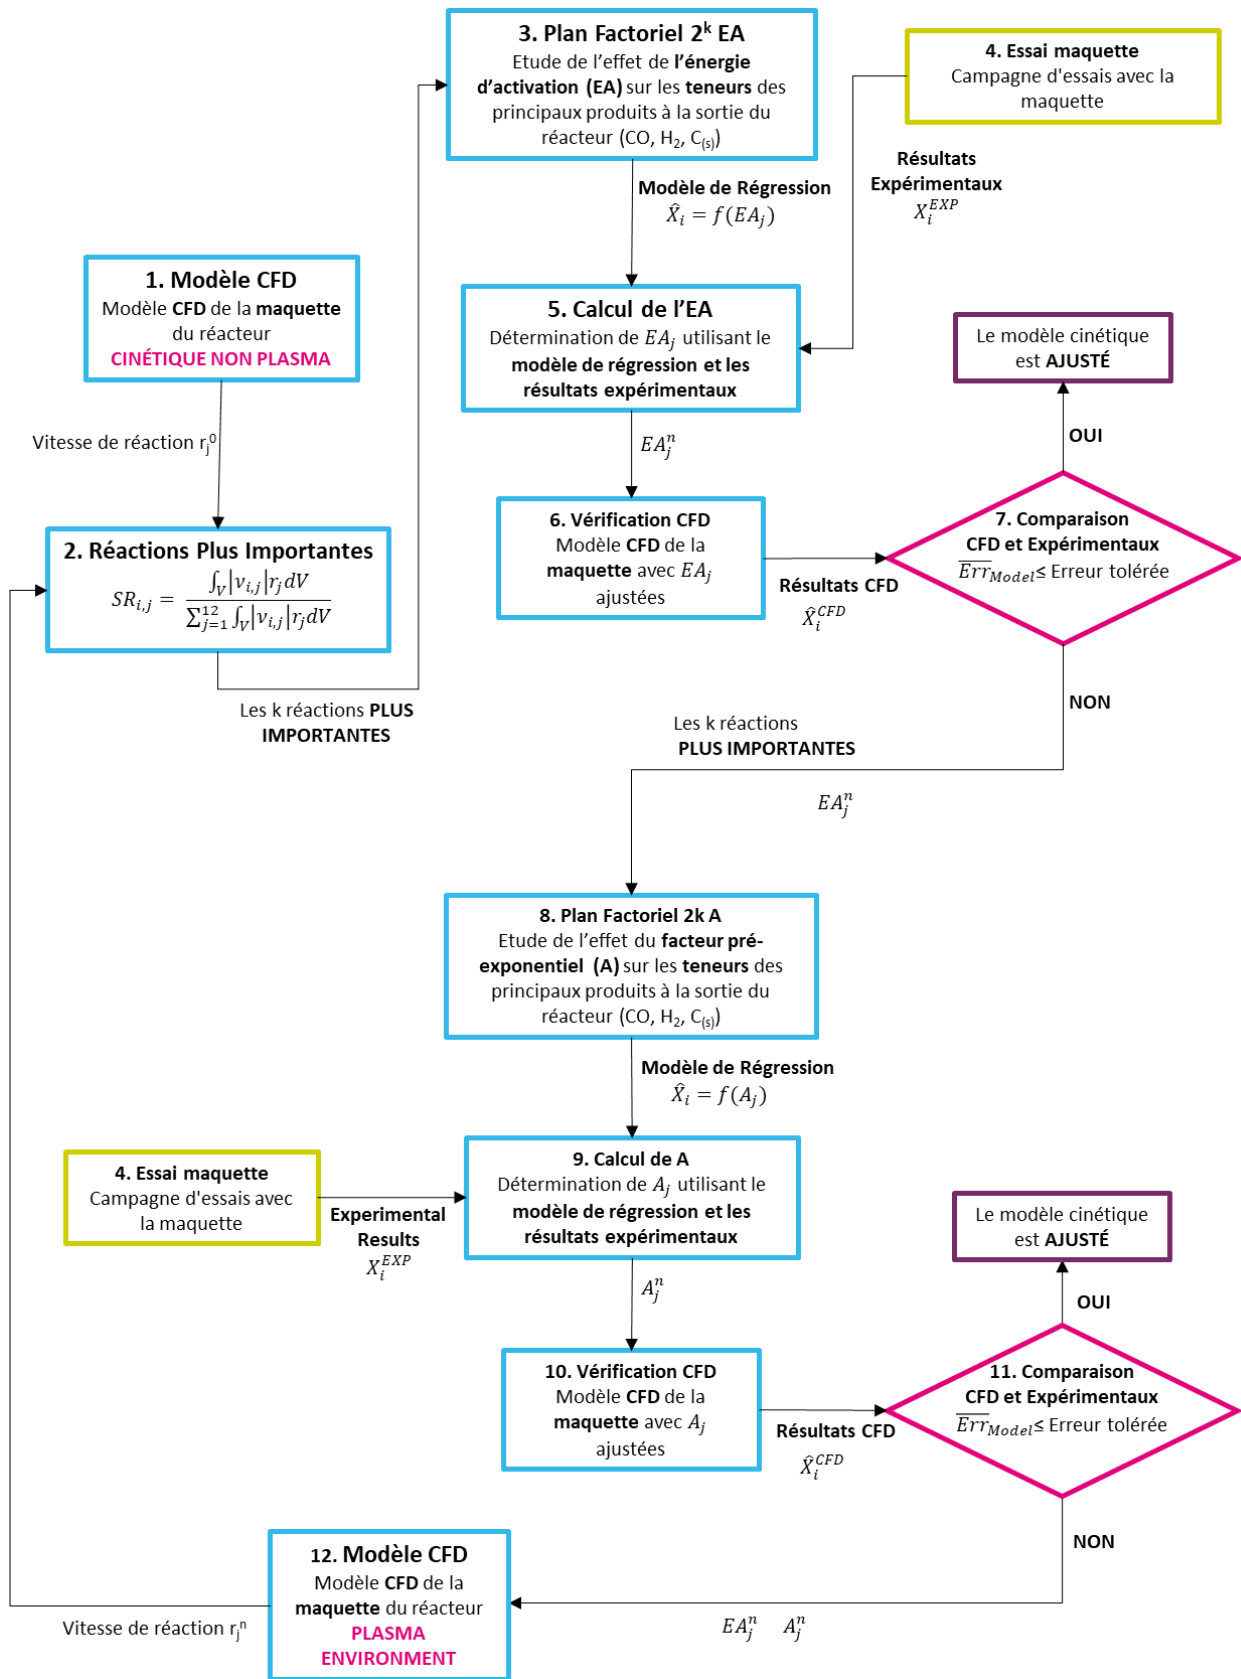 3. Plan Factoriel 2ᵏ EA
Etude de l’effet de l’énergie
d’activation (EA) sur les teneurs des
principaux produits à la sortie du
réacteur (CO, H₂, C₍ₛ₎)
4. Essai maquette
Campagne d'essais avec la
maquette
Résultats
Expérimentaux
X_i^{EXP}
Modèle de Régression
X̂_i = f(EA_j)
1. Modèle CFD
Modèle CFD de la maquette
du réacteur
CINÉTIQUE NON PLASMA
5. Calcul de l’EA
Détermination de EA_j utilisant le
modèle de régression et les
résultats expérimentaux
Le modèle cinétique
est AJUSTÉ
Vitesse de réaction r_j^0
EA_j^n
OUI
2. Réactions Plus Importantes
SR_{i,j} = \frac{∫_V |ν_{i,j}| r_j dV}{∑_{j=1}^{12} ∫_V |ν_{i,j}| r_j dV}
6. Vérification CFD
Modèle CFD de la
maquette avec EA_j
ajustées
Résultats CFD
X̂_i^{CFD}
7. Comparaison
CFD et Expérimentaux
\overline{Err}_{Model} ≤ Erreur tolérée
Les k réactions PLUS
IMPORTANTES
NON
Les k réactions
PLUS IMPORTANTES
EA_j^n
8. Plan Factoriel 2k A
Etude de l’effet du facteur pré-
exponentiel (A) sur les teneurs des
principaux produits à la sortie du
réacteur (CO, H₂, C₍ₛ₎)
Modèle de Régression
X̂_i = f(A_j)
4. Essai maquette
Campagne d'essais avec
la maquette
Experimental
Results
X_i^{EXP}
9. Calcul de A
Détermination de A_j utilisant le
modèle de régression et les
résultats expérimentaux
Le modèle cinétique
est AJUSTÉ
A_j^n
OUI
10. Vérification CFD
Modèle CFD de la
maquette avec A_j
ajustées
Résultats CFD
X̂_i^{CFD}
11. Comparaison
CFD et Expérimentaux
\overline{Err}_{Model} ≤ Erreur tolérée
NON
12. Modèle CFD
Modèle CFD de la
maquette du réacteur
PLASMA
ENVIRONMENT
Vitesse de réaction r_j^n
EA_j^n A_j^n